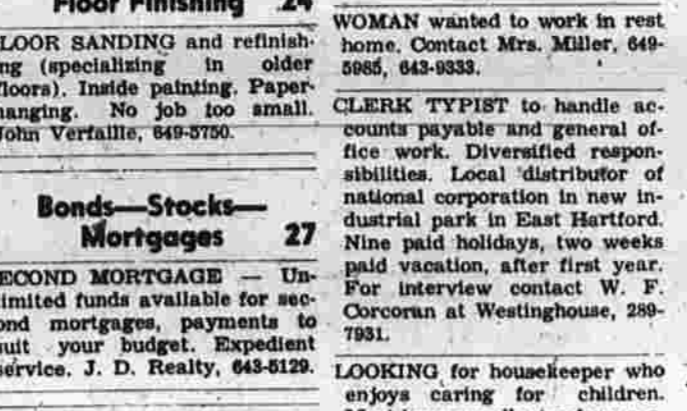 Floor Finishing 24
LOOR SANDING and refinish-
ng (specializing in older
loors). Inside painting. Paper-
hanging. No job too small.
John Verfaille, 649-5750.
Bonds—Stocks—
Mortgages 27
ECOND MORTGAGE — Un-
limited funds available for sec-
ond mortgages, payments to
suit your budget. Expedient
service. J. D. Realty, 643-5129.
WOMAN wanted to work in rest
home. Contact Mrs. Miller, 649-
5985, 643-9333.
CLERK TYPIST to handle ac-
counts payable and general of-
fice work. Diversified respon-
sibilities. Local distributor of
national corporation in new in-
dustrial park in East Hartford.
Nine paid holidays, two weeks
paid vacation, after first year.
For interview contact W. F.
Corcoran at Westinghouse, 289-
7931.
LOOKING for housekeeper who
enjoys caring for children.